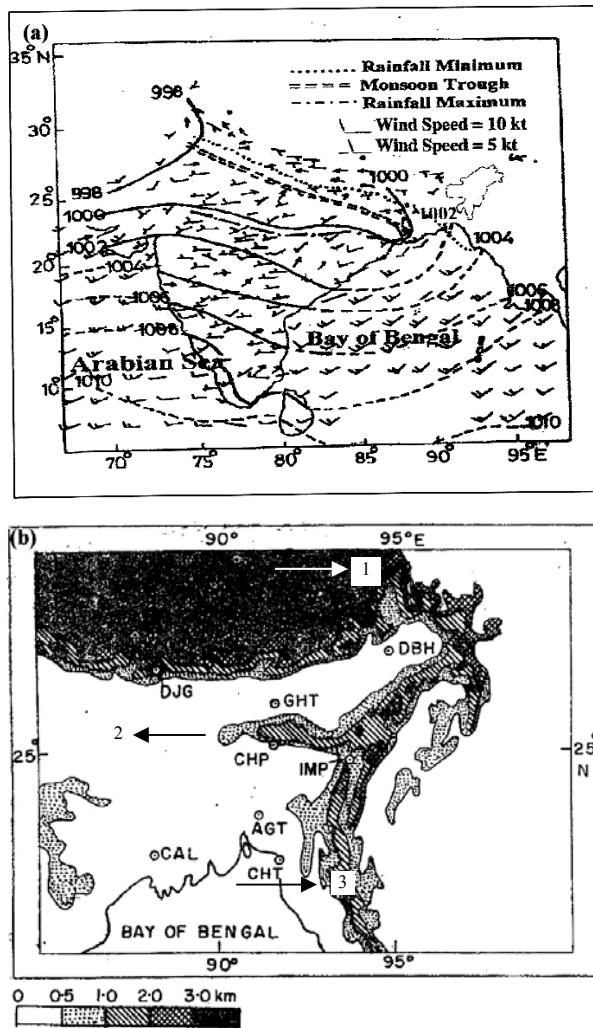 (a)
35°N
30°
25°
20°
15°
10°
998
998
1000
1002
1004
1006
1008
1010
Rainfall Minimum
Monsoon Trough
Rainfall Maximum
Wind Speed = 10 kt
Wind Speed = 5 kt
1000
1002
1004
1006
1008
1010
Arabian Sea
Bay of Bengal
70°
75°
80°
85°
90°
95°E
(b)
90°E
95°E
1
DBH
DJG
GHT
2
25°
25°
N
CHP
IMP
AGT
CAL
CHT
3
BAY OF BENGAL
90°
95°
0 0·5 1·0 2·0 3·0 km